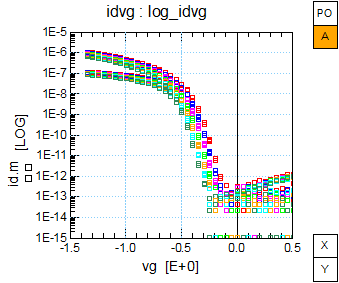 idvg : log_idvg
PO
A
1E-5
1E-6
1E-7
1E-8
1E-9
1E-10
1E-11
1E-12
1E-13
1E-14
1E-15
id.m [LOG]
-1.5
-1.0
-0.5
0.0
0.5
vg [E+0]
X
Y